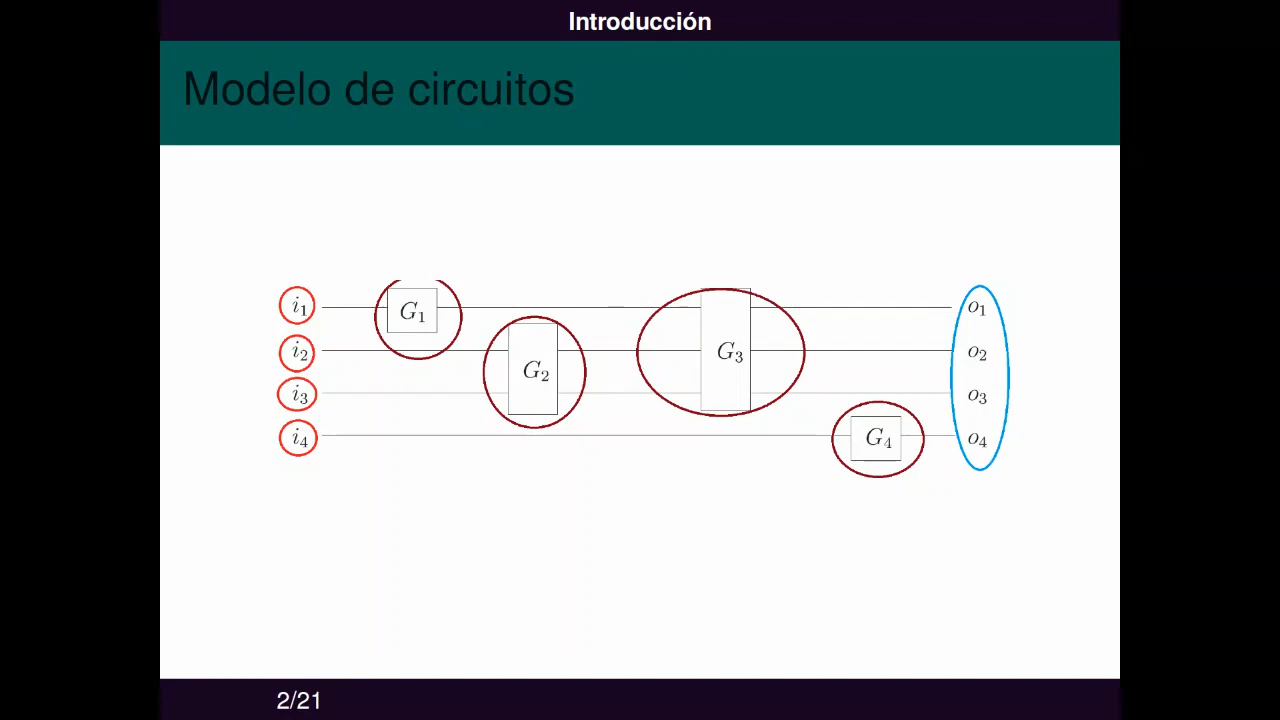 Introducción
Modelo de circuitos
i₁ G₁ o₁
i₂ G₂ G₃ o₂
i₃ o₃
i₄ G₄ o₄
2/21